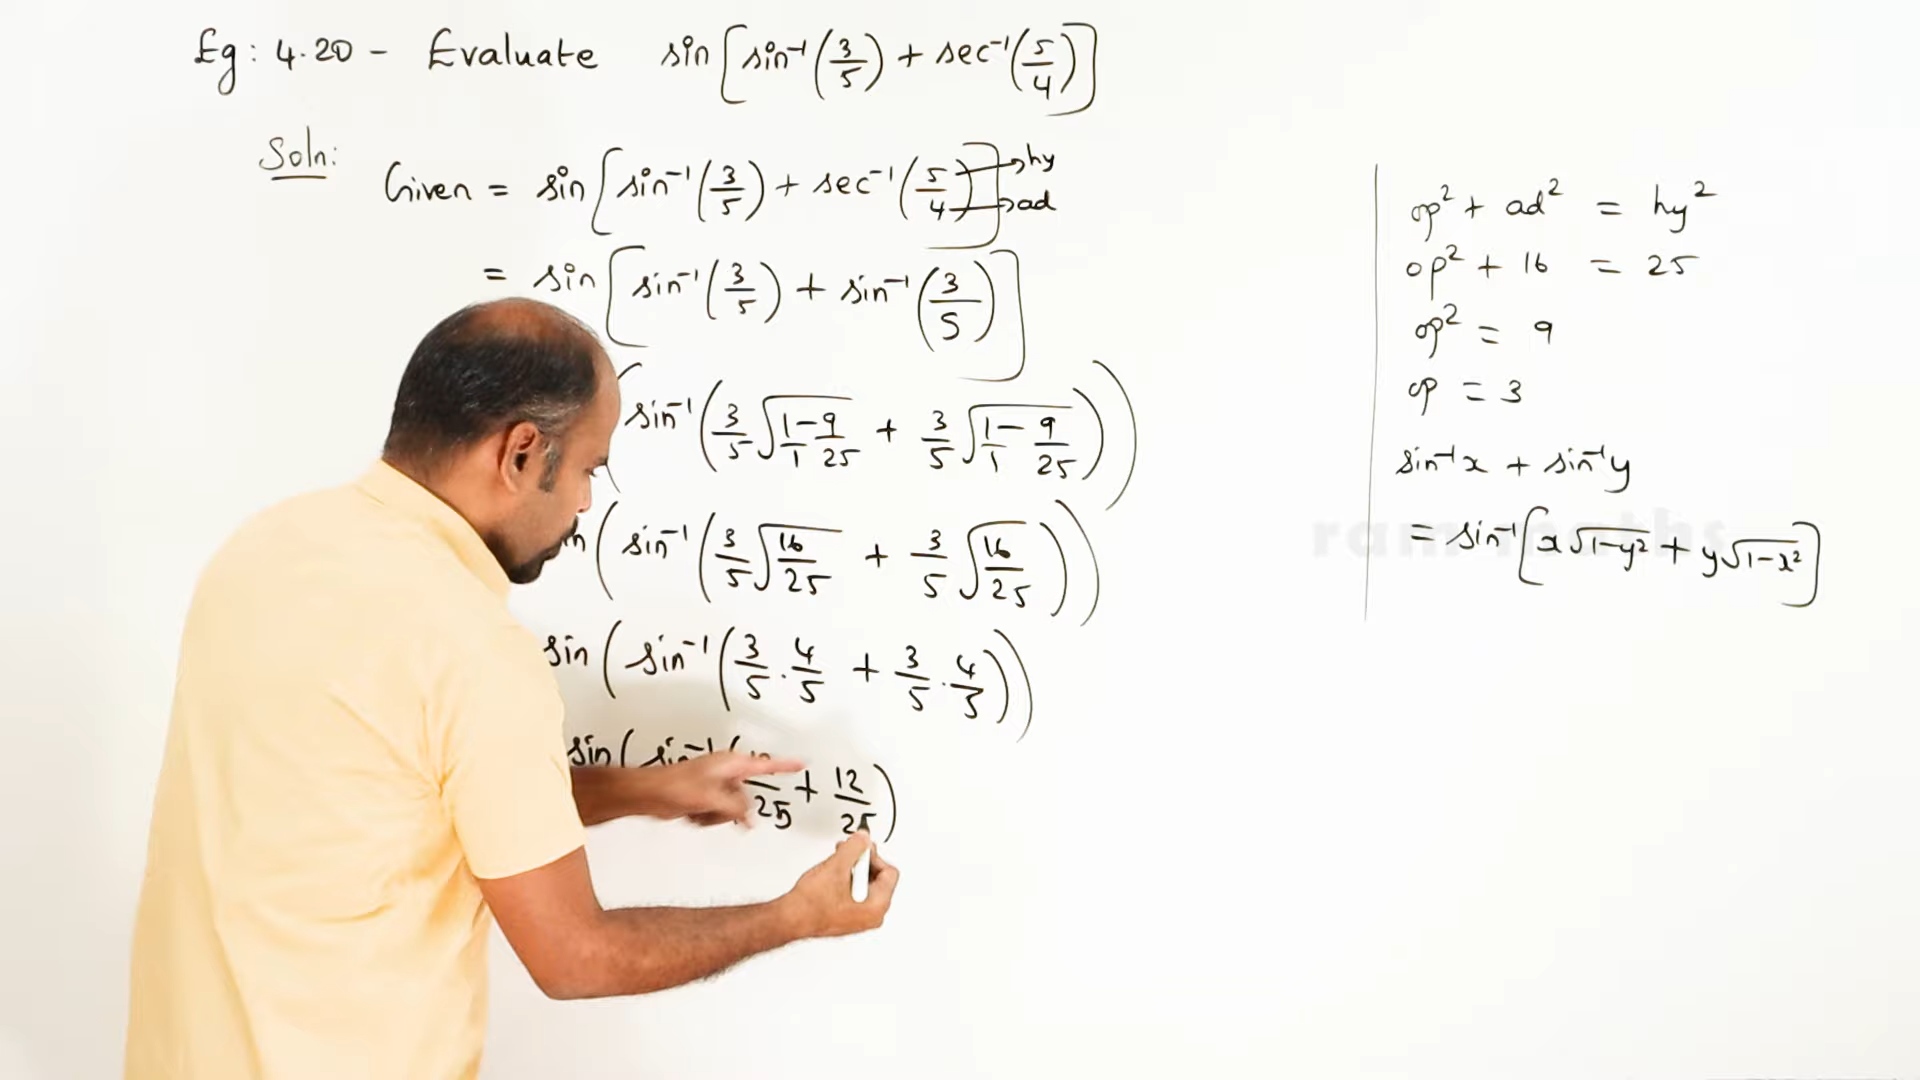 Eg : 4.20 - Evaluate sin[sin⁻¹(3/5) + sec⁻¹(5/4)]
Soln:
Given = sin[sin⁻¹(3/5) + sec⁻¹(5/4)] → hy → ad
= sin[sin⁻¹(3/5) + sin⁻¹(3/5)]
(sin⁻¹(3/5 √(1/1 - 9/25) + 3/5 √(1/1 - 9/25)))
(sin⁻¹(3/5 √(16/25) + 3/5 √(16/25)))
sin(sin⁻¹(3/5 . 4/5 + 3/5 . 4/5))
sin(sin⁻¹( /25 + 12/25)
op² + ad² = hy²
op² + 16 = 25
op² = 9
op = 3
sin⁻¹x + sin⁻¹y
= sin⁻¹[x√(1-y²) + y√(1-x²)]